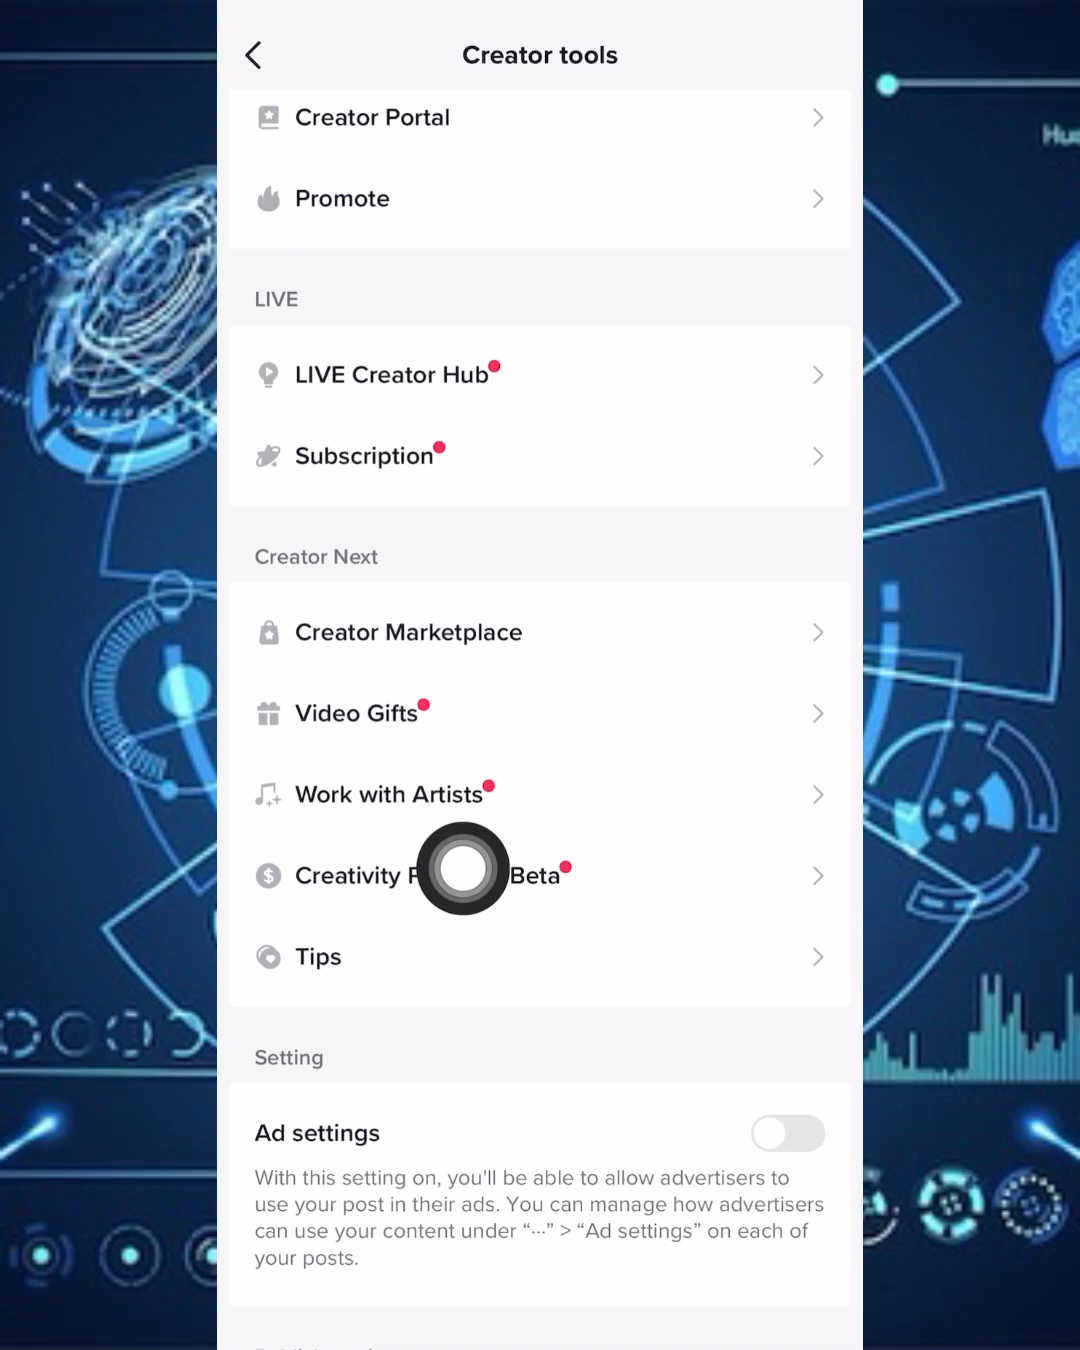 Creator tools
Creator Portal
Promote
LIVE
LIVE Creator Hub
Subscription
Creator Next
Creator Marketplace
Video Gifts
Work with Artists
Creativity Beta
Tips
Setting
Ad settings
With this setting on, you'll be able to allow advertisers to
use your post in their ads. You can manage how advertisers
can use your content under “···” > “Ad settings” on each of
your posts.